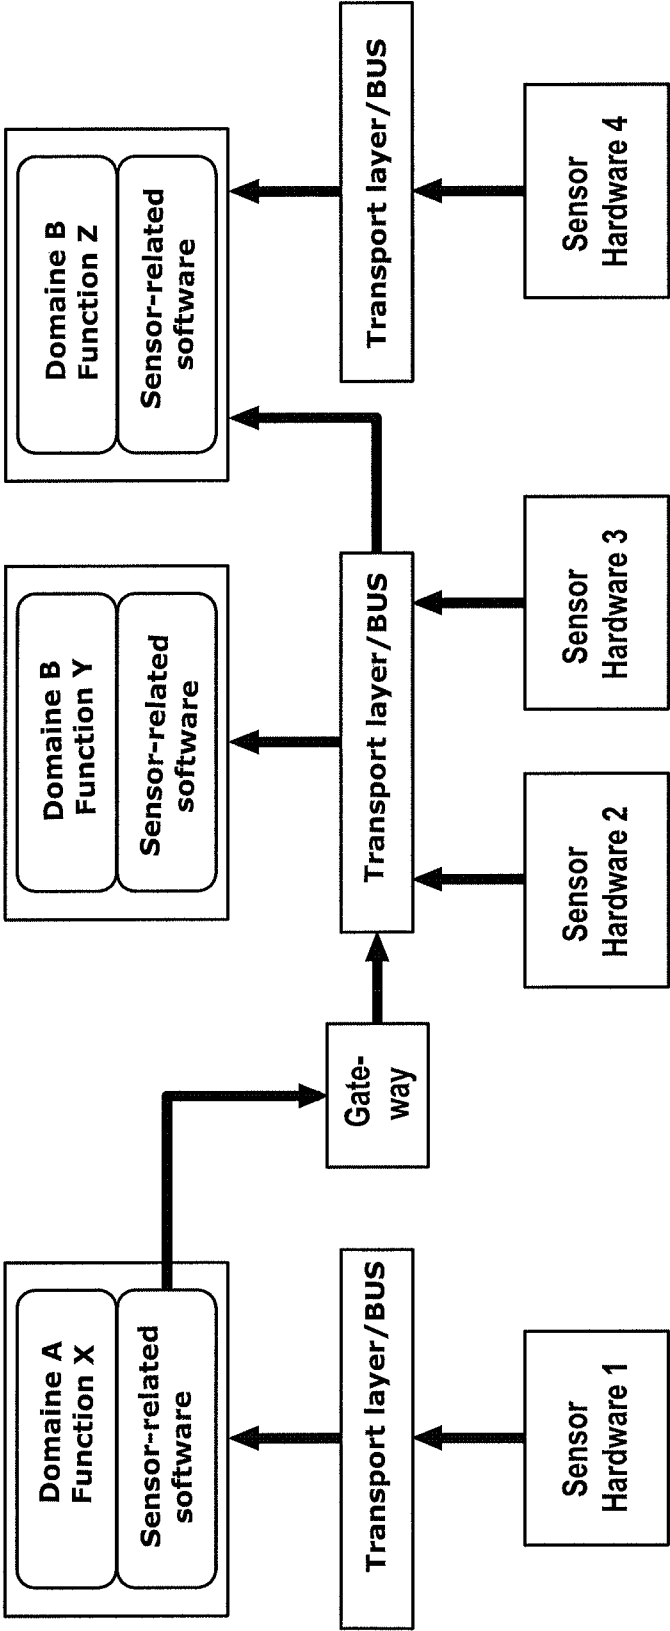 Domaine A
Function X
Sensor-related
software
Domaine B
Function Y
Sensor-related
software
Domaine B
Function Z
Sensor-related
software
Transport layer/BUS
Gate-
way
Transport layer/BUS
Transport layer/BUS
Sensor
Hardware 1
Sensor
Hardware 2
Sensor
Hardware 3
Sensor
Hardware 4